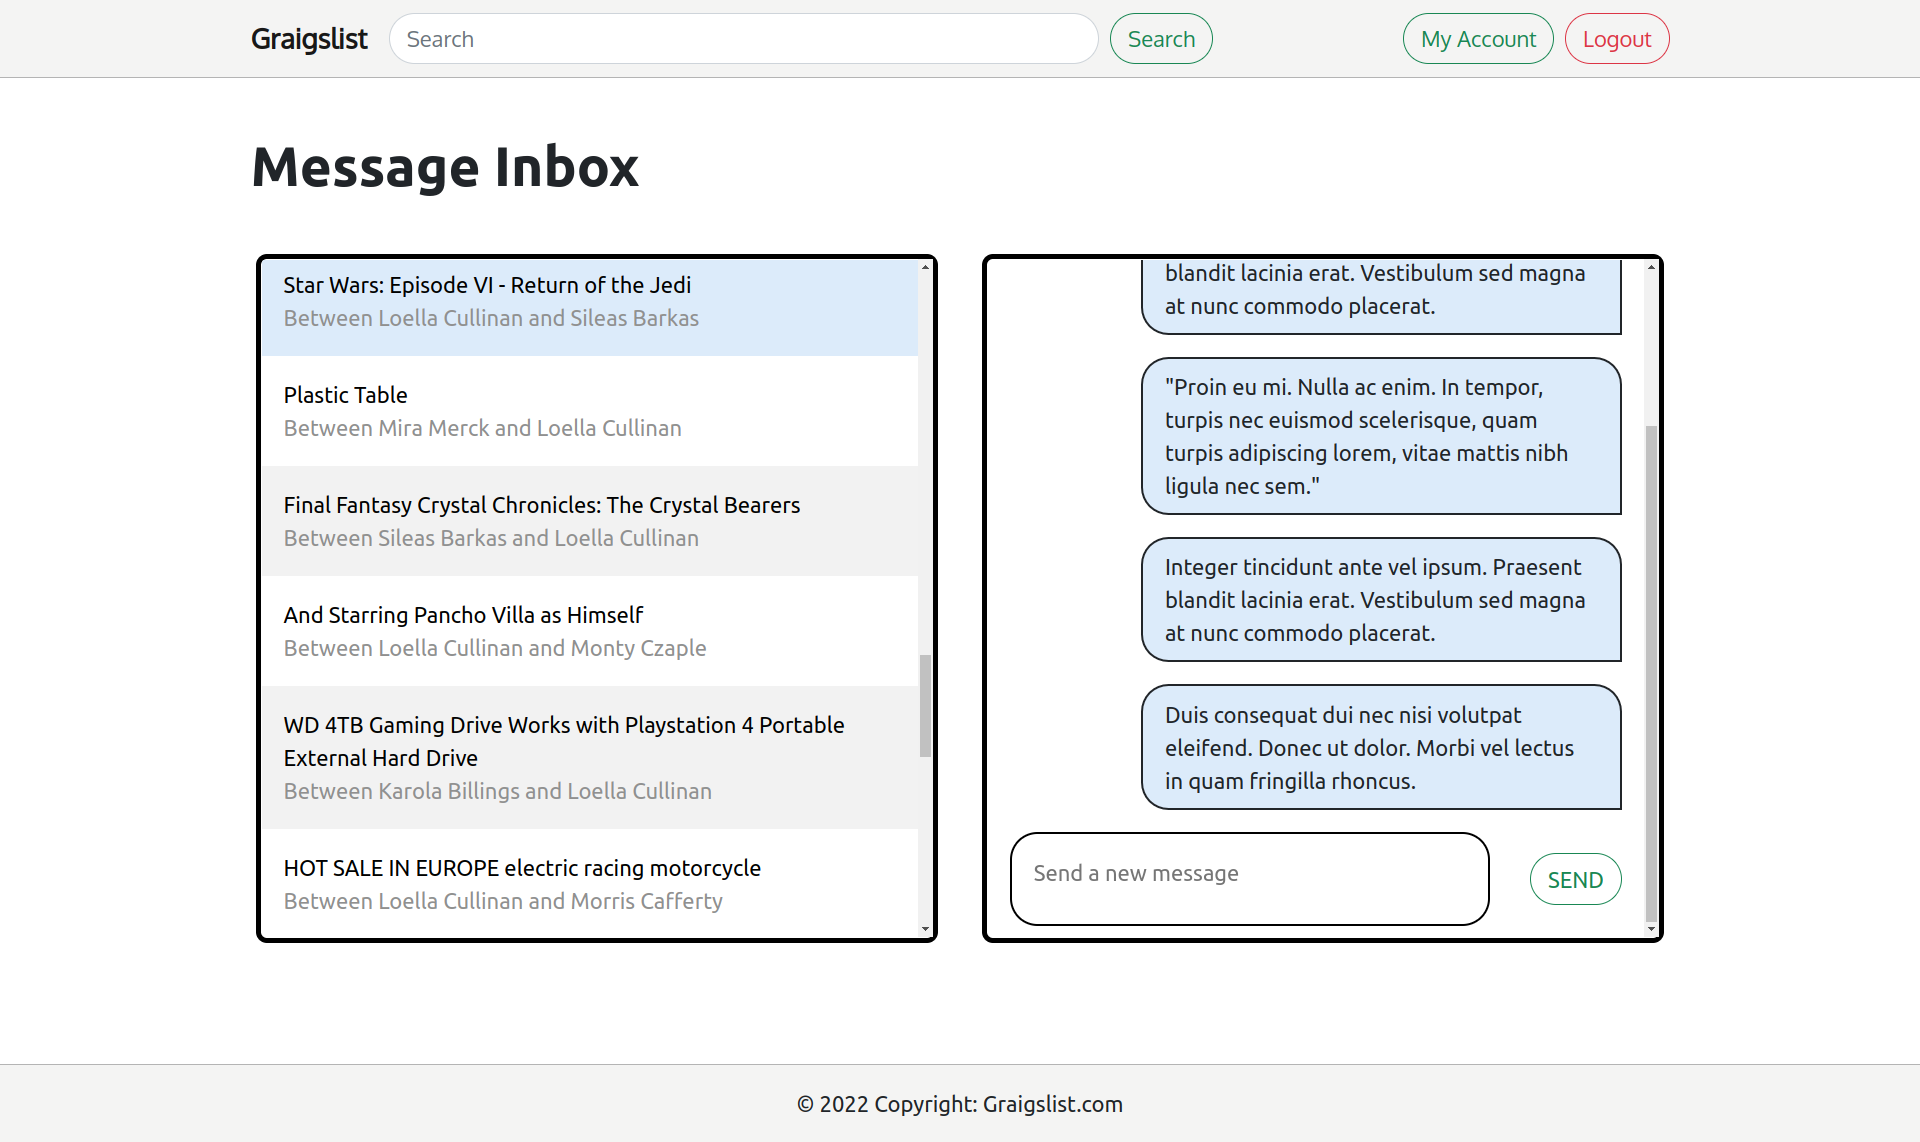 Graigslist
Search
Search
My Account
Logout
Message Inbox
Star Wars: Episode VI - Return of the Jedi
Between Loella Cullinan and Sileas Barkas
Plastic Table
Between Mira Merck and Loella Cullinan
Final Fantasy Crystal Chronicles: The Crystal Bearers
Between Sileas Barkas and Loella Cullinan
And Starring Pancho Villa as Himself
Between Loella Cullinan and Monty Czaple
WD 4TB Gaming Drive Works with Playstation 4 Portable
External Hard Drive
Between Karola Billings and Loella Cullinan
HOT SALE IN EUROPE electric racing motorcycle
Between Loella Cullinan and Morris Cafferty
blandit lacinia erat. Vestibulum sed magna
at nunc commodo placerat.
"Proin eu mi. Nulla ac enim. In tempor,
turpis nec euismod scelerisque, quam
turpis adipiscing lorem, vitae mattis nibh
ligula nec sem."
Integer tincidunt ante vel ipsum. Praesent
blandit lacinia erat. Vestibulum sed magna
at nunc commodo placerat.
Duis consequat dui nec nisi volutpat
eleifend. Donec ut dolor. Morbi vel lectus
in quam fringilla rhoncus.
Send a new message
SEND
© 2022 Copyright: Graigslist.com